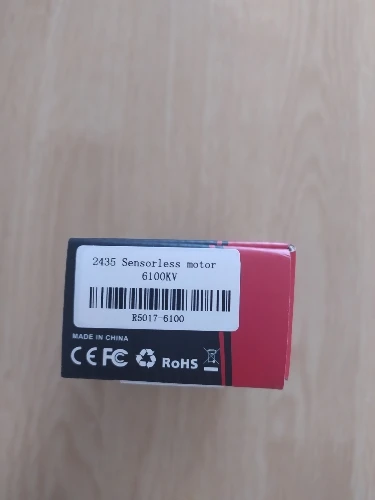 2435 Sensorless motor
6100KV
R5017-6100
MADE IN CHINA
CE FC RoHS